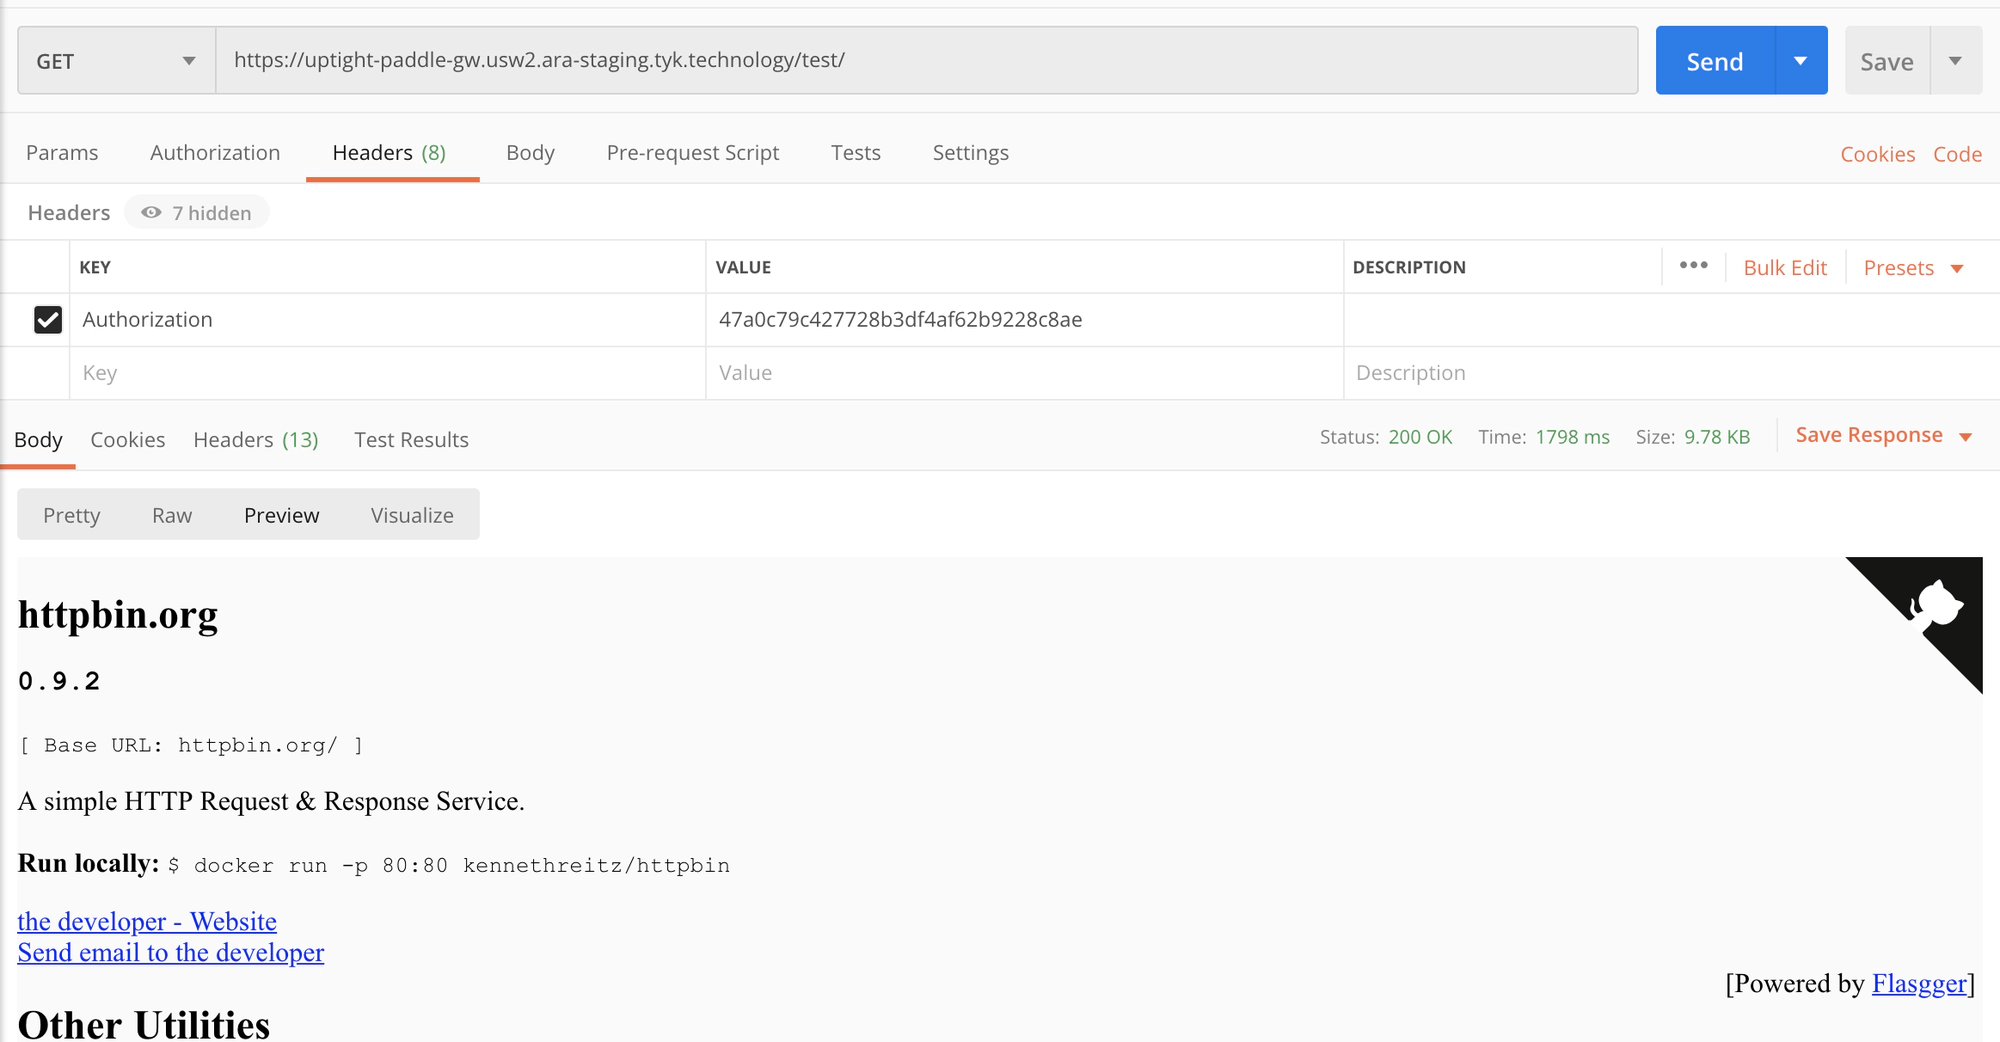 GET https://uptight-paddle-gw.usw2.ara-staging.tyk.technology/test/ Send Save
Params Authorization Headers (8) Body Pre-request Script Tests Settings Cookies Code
Headers 7 hidden
KEY VALUE DESCRIPTION ••• Bulk Edit Presets
Authorization 47a0c79c427728b3df4af62b9228c8ae
Key Value Description
Body Cookies Headers (13) Test Results Status: 200 OK Time: 1798 ms Size: 9.78 KB Save Response
Pretty Raw Preview Visualize
httpbin.org
0.9.2
[ Base URL: httpbin.org/ ]
A simple HTTP Request & Response Service.
Run locally: $ docker run -p 80:80 kennethreitz/httpbin
the developer - Website
Send email to the developer
[Powered by Flasgger]
Other Utilities